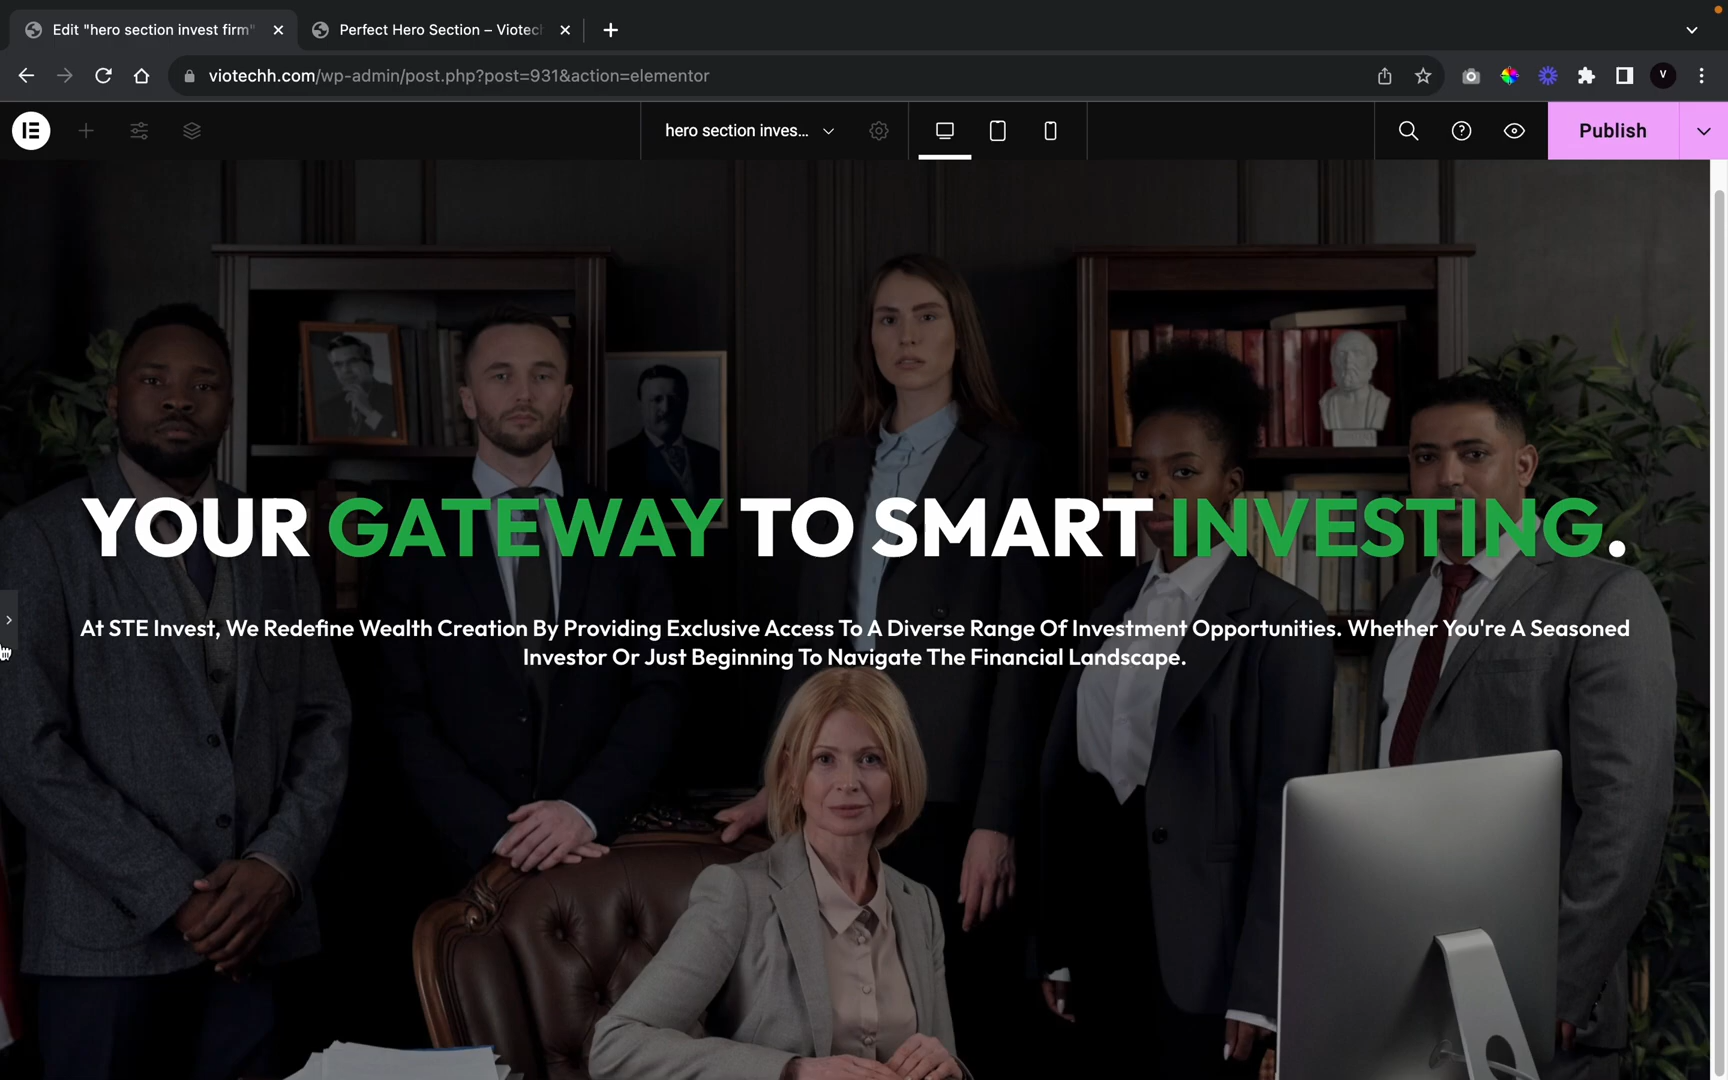 Edit "hero section invest firm"
Perfect Hero Section – Viotech
viotechh.com/wp-admin/post.php?post=931&action=elementor
V
hero section inves...
Publish
YOUR GATEWAY TO SMART INVESTING.
At STE Invest, We Redefine Wealth Creation By Providing Exclusive Access To A Diverse Range Of Investment Opportunities. Whether You're A Seasoned
Investor Or Just Beginning To Navigate The Financial Landscape.